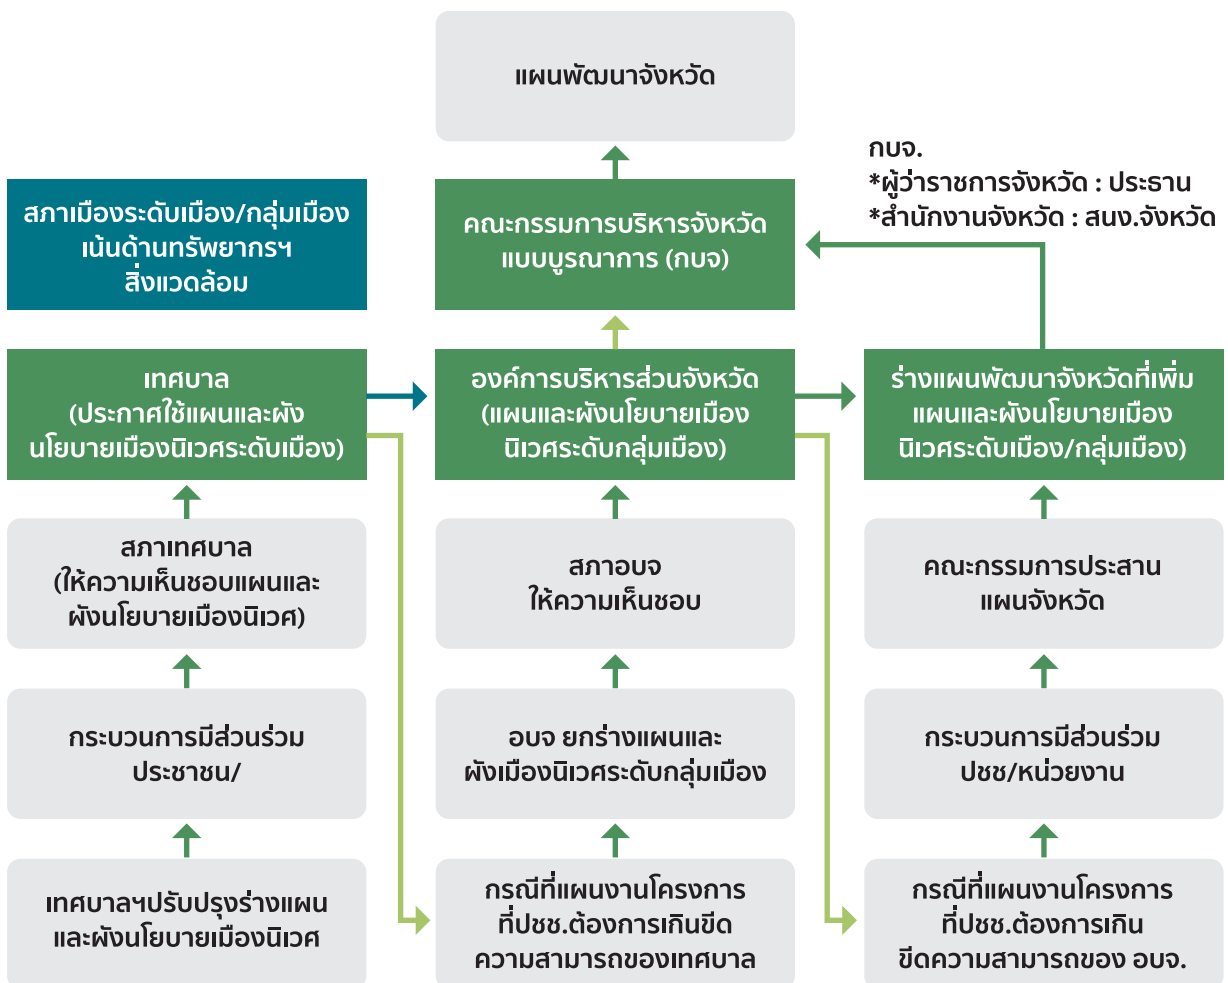 แผนพัฒนาจังหวัด
กบจ.
*ผู้ว่าราชการจังหวัด : ประธาน
*สำนักงานจังหวัด : สนง.จังหวัด
สภาเมืองระดับเมือง/กลุ่มเมือง
เน้นด้านทรัพยากรฯ
สิ่งแวดล้อม
คณะกรรมการบริหารจังหวัด
แบบบูรณาการ (กบจ)
เทศบาล
(ประกาศใช้แผนและผัง
นโยบายเมืองนิเวศระดับเมือง)
องค์การบริหารส่วนจังหวัด
(แผนและผังนโยบายเมือง
นิเวศระดับกลุ่มเมือง)
ร่างแผนพัฒนาจังหวัดที่เพิ่ม
แผนและผังนโยบายเมือง
นิเวศระดับเมือง/กลุ่มเมือง)
สภาเทศบาล
(ให้ความเห็นชอบแผนและ
ผังนโยบายเมืองนิเวศ)
สภาอบจ
ให้ความเห็นชอบ
คณะกรรมการประสาน
แผนจังหวัด
กระบวนการมีส่วนร่วม
ประชาชน/
อบจ ยกร่างแผนและ
ผังเมืองนิเวศระดับกลุ่มเมือง
กระบวนการมีส่วนร่วม
ปชช/หน่วยงาน
เทศบาลฯปรับปรุงร่างแผน
และผังนโยบายเมืองนิเวศ
กรณีที่แผนงานโครงการ
ที่ปชช.ต้องการเกินขีด
ความสามารถของเทศบาล
กรณีที่แผนงานโครงการ
ที่ปชช.ต้องการเกิน
ขีดความสามารถของ อบจ.